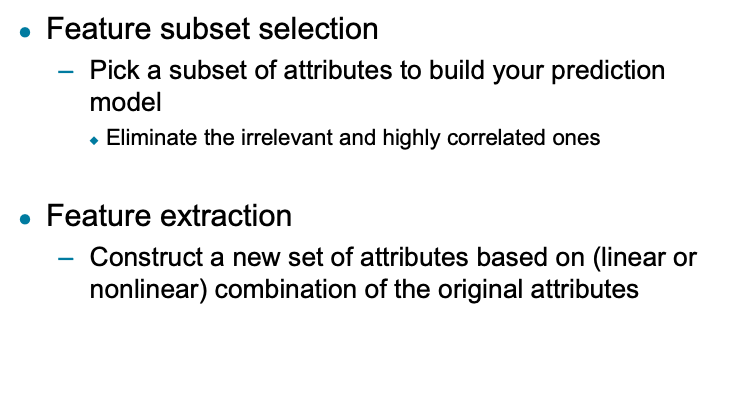 • Feature subset selection
– Pick a subset of attributes to build your prediction
model
◆ Eliminate the irrelevant and highly correlated ones
• Feature extraction
– Construct a new set of attributes based on (linear or
nonlinear) combination of the original attributes